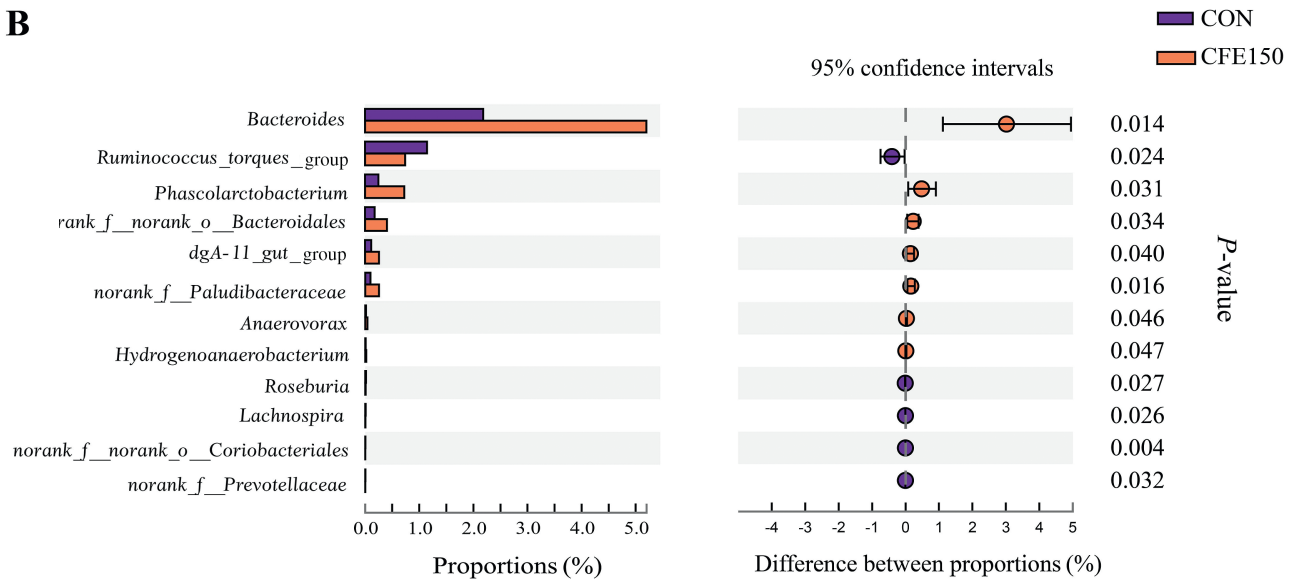 B
CON
CFE150
95% confidence intervals
Bacteroides 0.014
Ruminococcus_torques_group 0.024
Phascolarctobacterium 0.031
rank_f__norank_o__Bacteroidales 0.034
dgA-11_gut_group 0.040
norank_f__Paludibacteraceae 0.016
Anaerovorax 0.046
Hydrogenoanaerobacterium 0.047
Roseburia 0.027
Lachnospira 0.026
norank_f__norank_o__Coriobacteriales 0.004
norank_f__Prevotellaceae 0.032
P-value
0.0 1.0 2.0 3.0 4.0 5.0 -4 -3 -2 -1 0 1 2 3 4 5
Proportions (%) Difference between proportions (%)